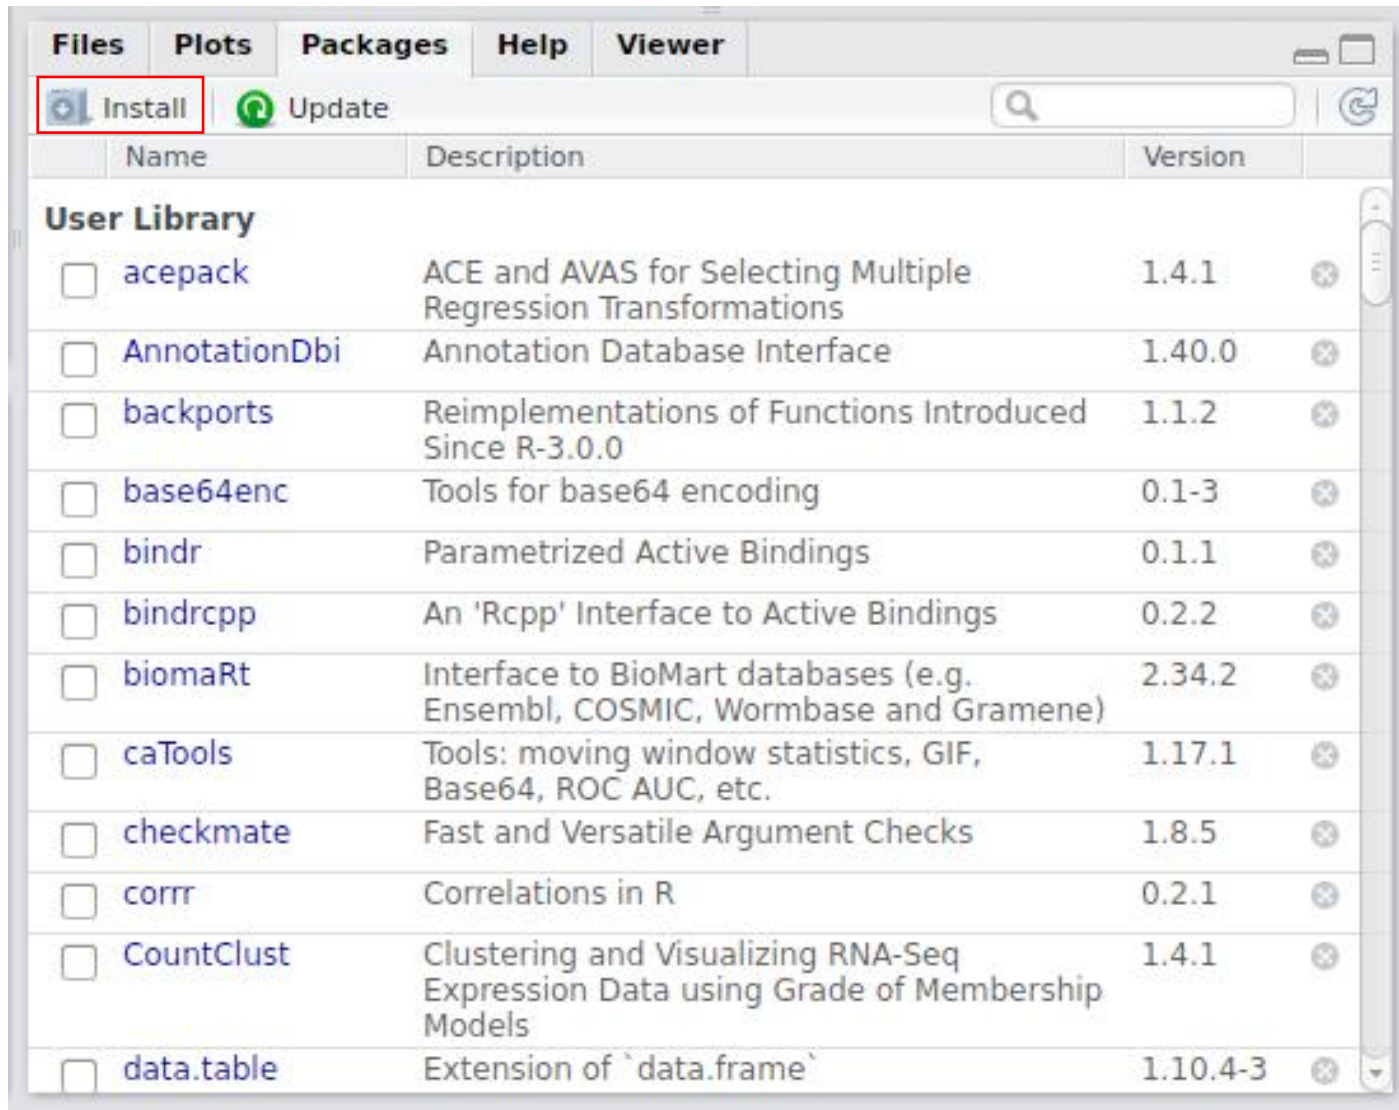 Files Plots Packages Help Viewer
Install Update
Name Description Version
User Library
acepack ACE and AVAS for Selecting Multiple 1.4.1
Regression Transformations
AnnotationDbi Annotation Database Interface 1.40.0
backports Reimplementations of Functions Introduced 1.1.2
Since R-3.0.0
base64enc Tools for base64 encoding 0.1-3
bindr Parametrized Active Bindings 0.1.1
bindrcpp An 'Rcpp' Interface to Active Bindings 0.2.2
biomaRt Interface to BioMart databases (e.g. 2.34.2
Ensembl, COSMIC, Wormbase and Gramene)
caTools Tools: moving window statistics, GIF, 1.17.1
Base64, ROC AUC, etc.
checkmate Fast and Versatile Argument Checks 1.8.5
corrr Correlations in R 0.2.1
CountClust Clustering and Visualizing RNA-Seq 1.4.1
Expression Data using Grade of Membership
Models
data.table Extension of `data.frame` 1.10.4-3